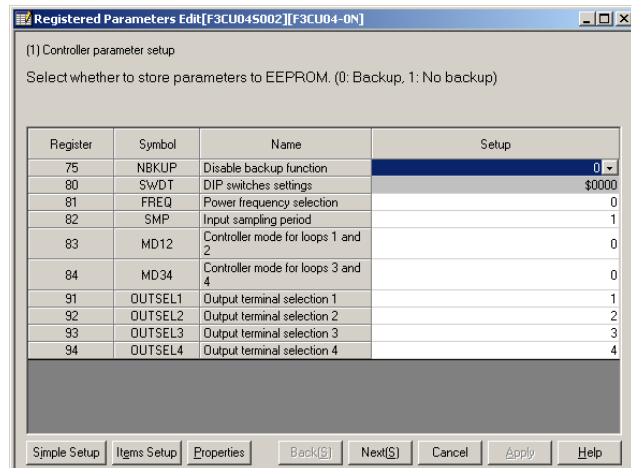 Registered Parameters Edit[F3CU04S002][F3CU04-0N]
(1) Controller parameter setup
Select whether to store parameters to EEPROM. (0: Backup, 1: No backup)
Register Symbol Name Setup
75 NBKUP Disable backup function 0
80 SWDT DIP switches settings $0000
81 FREQ Power frequency selection 0
82 SMP Input sampling period 1
83 MD12 Controller mode for loops 1 and 2 0
84 MD34 Controller mode for loops 3 and 4 0
91 OUTSEL1 Output terminal selection 1 1
92 OUTSEL2 Output terminal selection 2 2
93 OUTSEL3 Output terminal selection 3 3
94 OUTSEL4 Output terminal selection 4 4
Simple Setup Items Setup Properties Back(S) Next(S) Cancel Apply Help